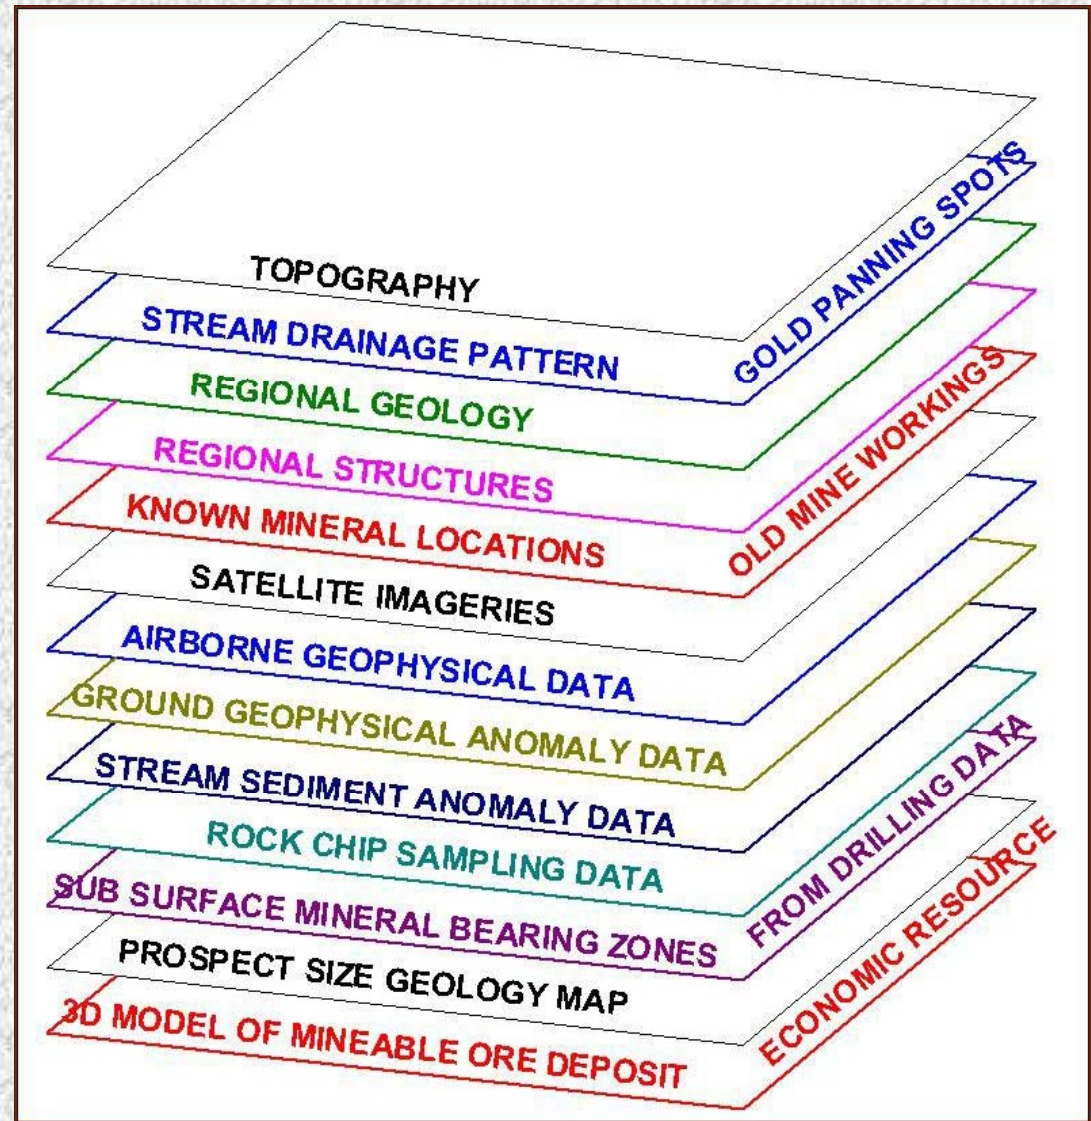 TOPOGRAPHY
STREAM DRAINAGE PATTERN
GOLD PANNING SPOTS
REGIONAL GEOLOGY
REGIONAL STRUCTURES
KNOWN MINERAL LOCATIONS
OLD MINE WORKINGS
SATELLITE IMAGERIES
AIRBORNE GEOPHYSICAL DATA
GROUND GEOPHYSICAL ANOMALY DATA
STREAM SEDIMENT ANOMALY DATA
ROCK CHIP SAMPLING DATA
SUB SURFACE MINERAL BEARING ZONES
FROM DRILLING DATA
PROSPECT SIZE GEOLOGY MAP
3D MODEL OF MINEABLE ORE DEPOSIT
ECONOMIC RESOURCE